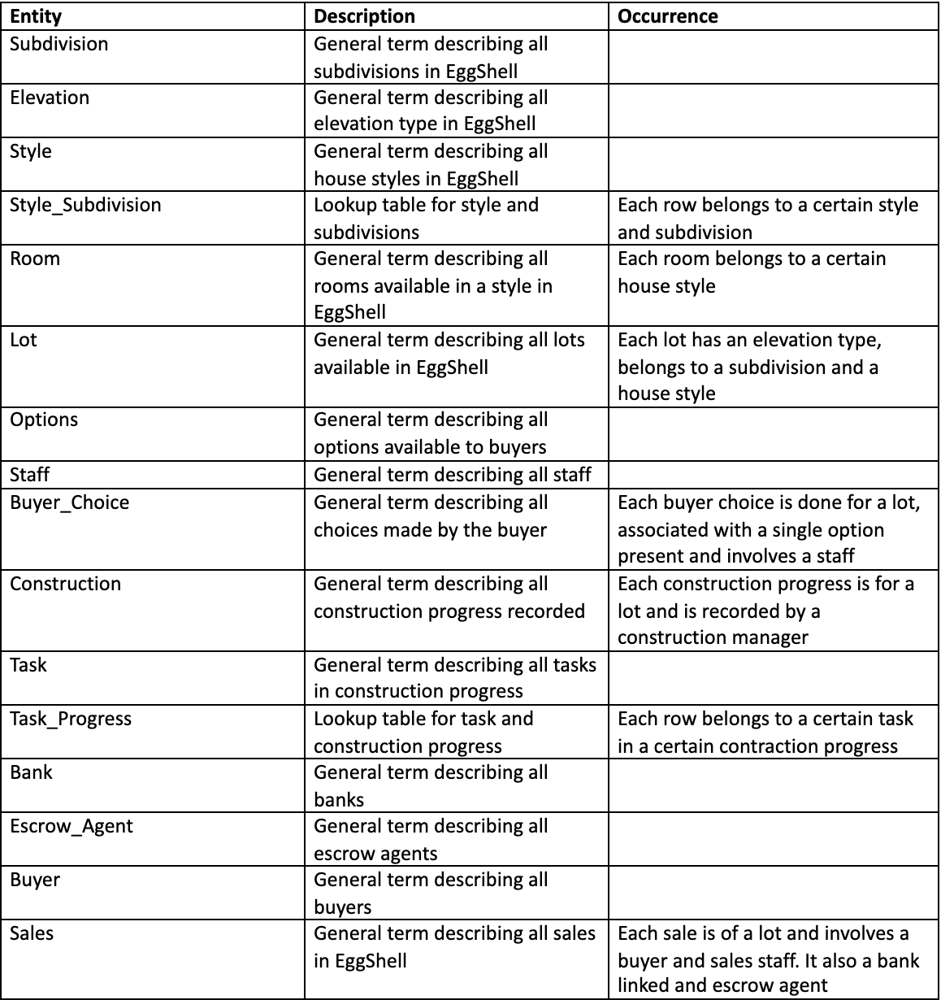 Entity Description Occurrence
Subdivision General term describing all
subdivisions in EggShell
Elevation General term describing all
elevation type in EggShell
Style General term describing all
house styles in EggShell
Style_Subdivision Lookup table for style and Each row belongs to a certain style
subdivisions and subdivision
Room General term describing all Each room belongs to a certain
rooms available in a style in house style
EggShell
Lot General term describing all lots Each lot has an elevation type,
available in EggShell belongs to a subdivision and a
house style
Options General term describing all
options available to buyers
Staff General term describing all staff
Buyer_Choice General term describing all Each buyer choice is done for a lot,
choices made by the buyer associated with a single option
present and involves a staff
Construction General term describing all Each construction progress is for a
construction progress recorded lot and is recorded by a
construction manager
Task General term describing all tasks
in construction progress
Task_Progress Lookup table for task and Each row belongs to a certain task
construction progress in a certain contraction progress
Bank General term describing all
banks
Escrow_Agent General term describing all
escrow agents
Buyer General term describing all
buyers
Sales General term describing all sales Each sale is of a lot and involves a
in EggShell buyer and sales staff. It also a bank
linked and escrow agent